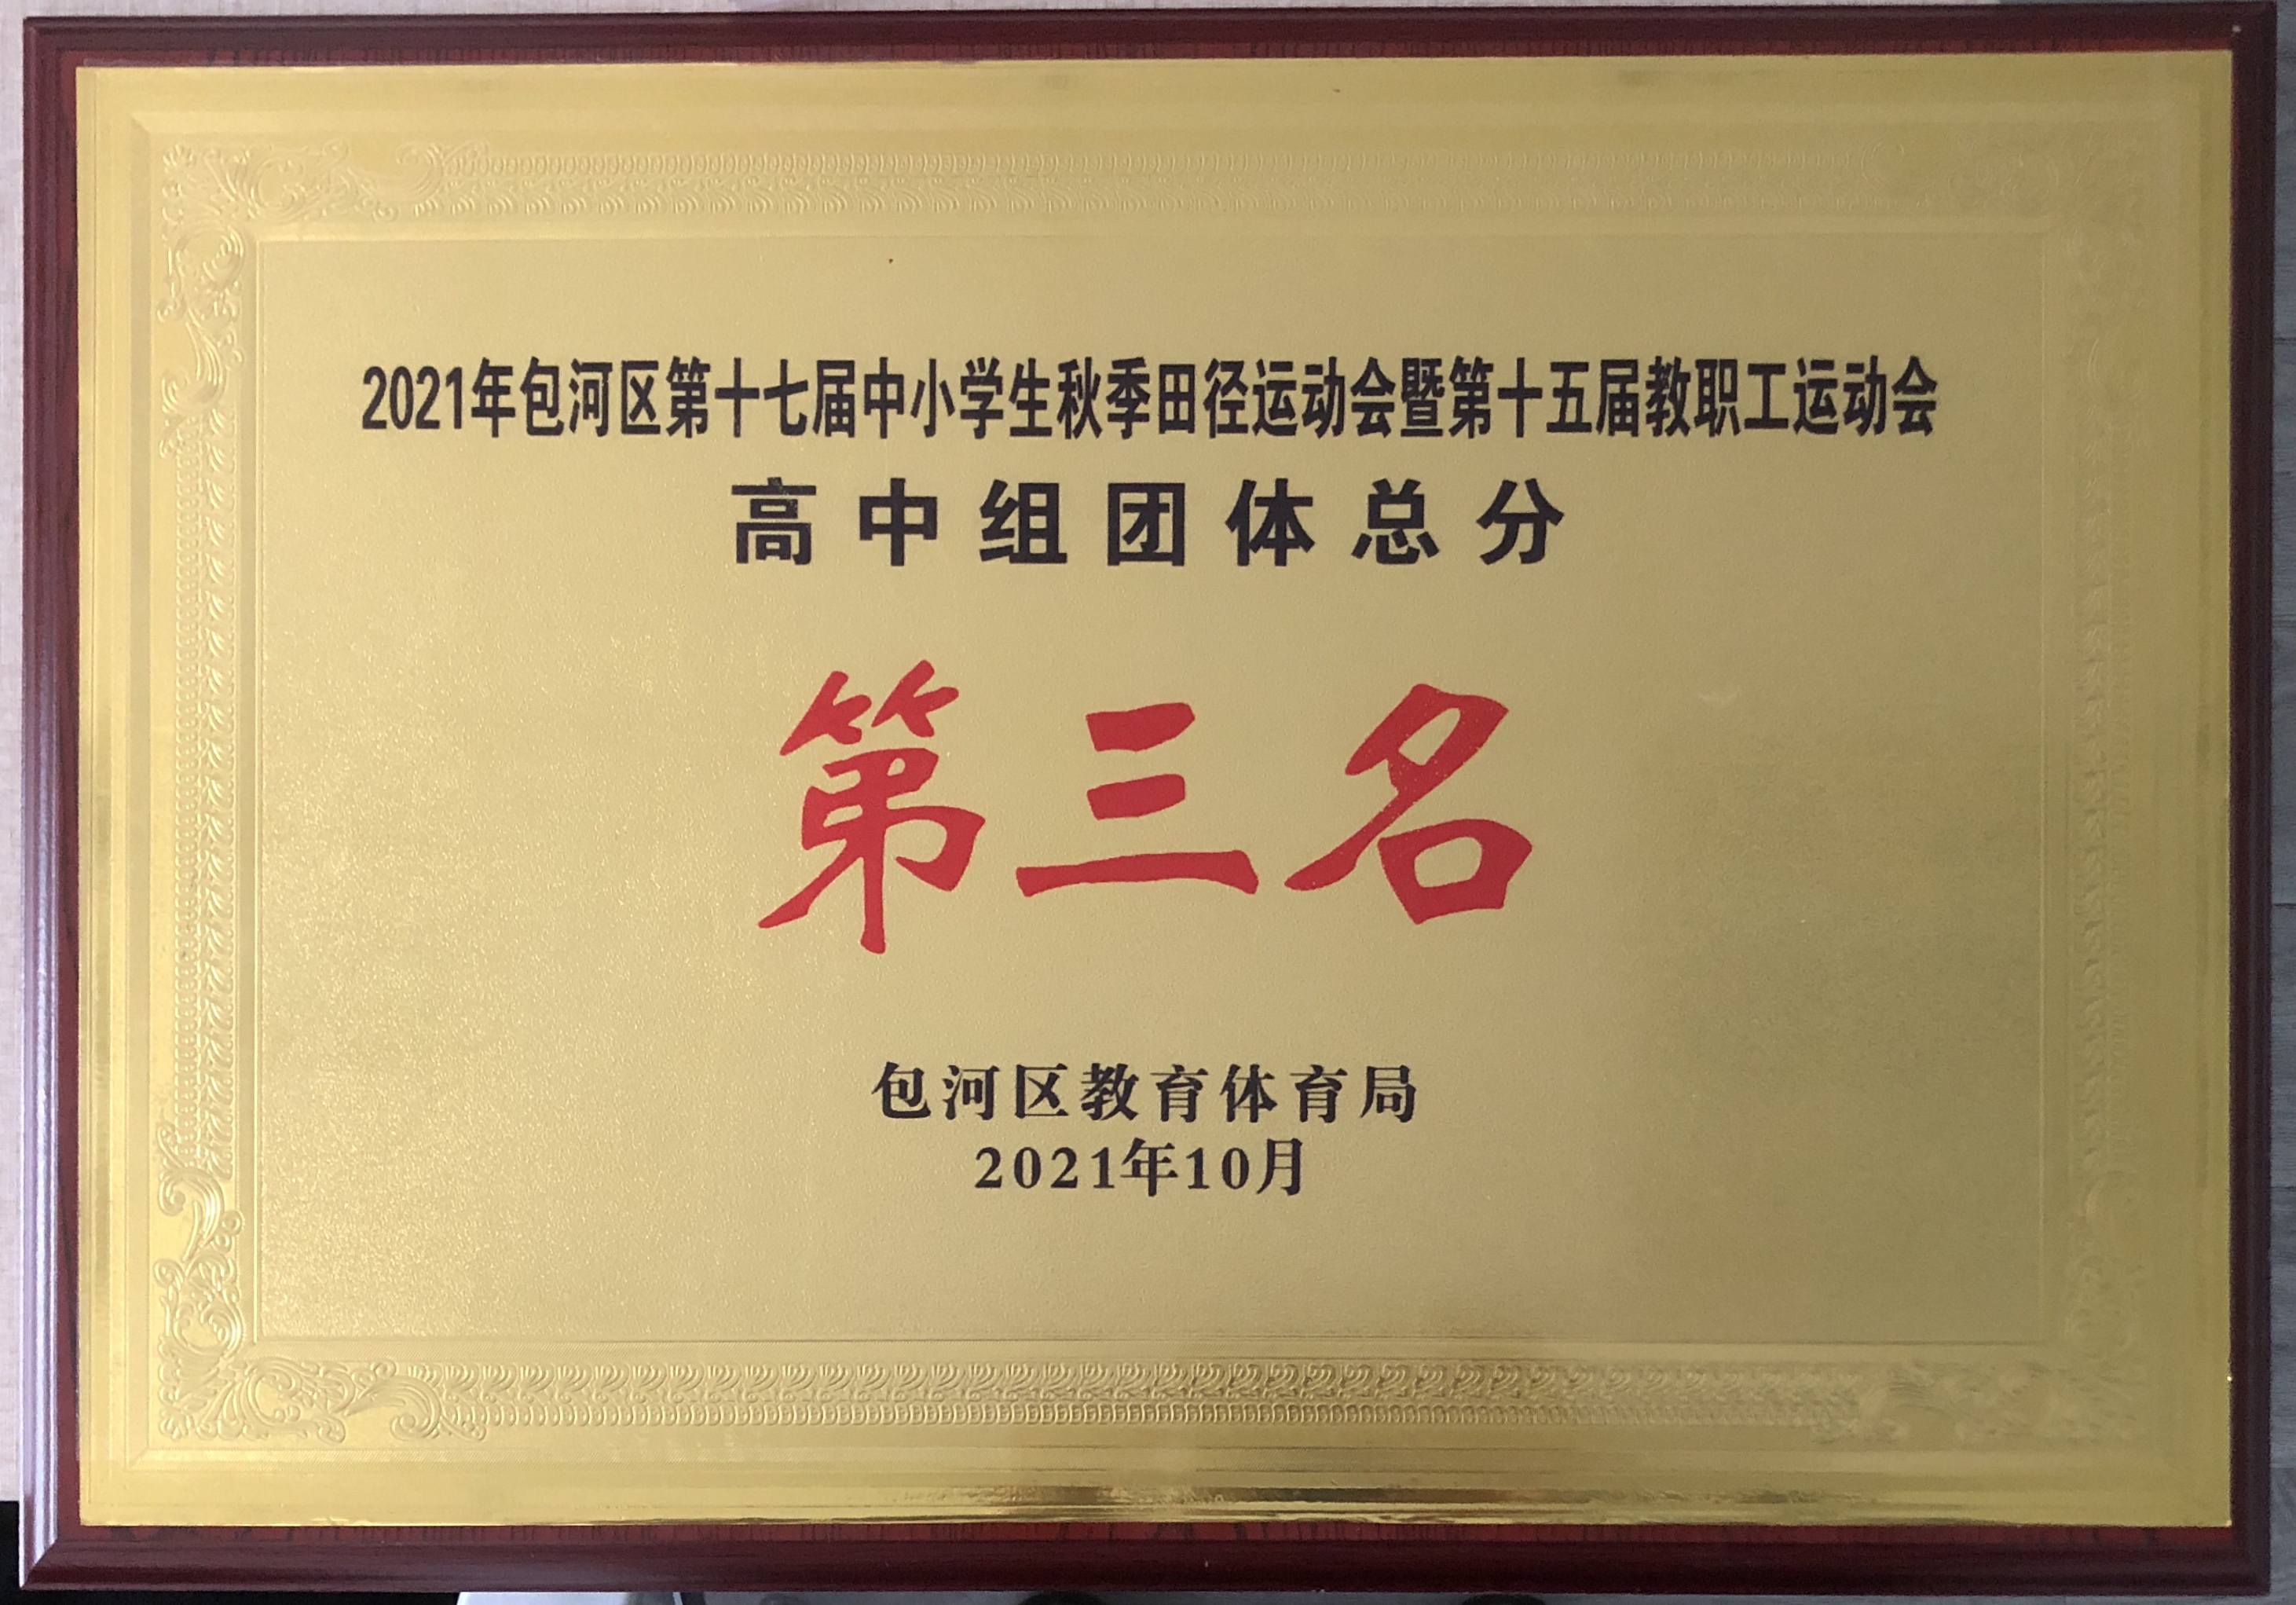 2021年包河区第十七届中小学生秋季田径运动会暨第十五届教职工运动会
高中组团体总分
第三名
包河区教育体育局
2021年10月